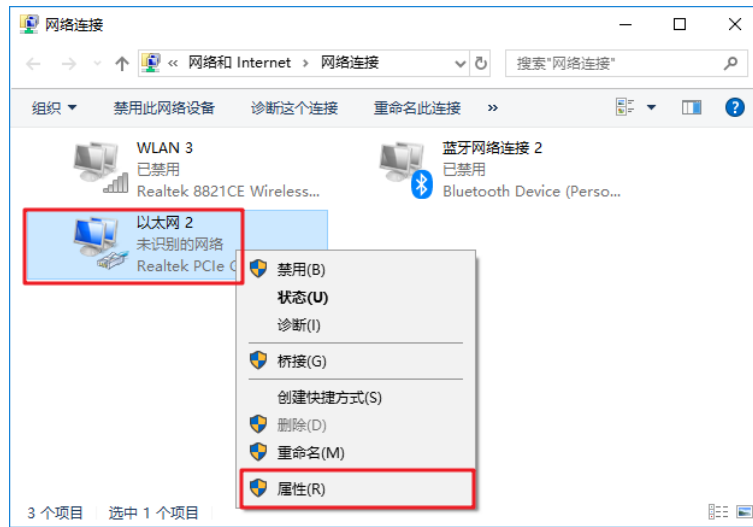 网络连接
« 网络和 Internet › 网络连接
搜索"网络连接"
组织 禁用此网络设备 诊断这个连接 重命名此连接 »
WLAN 3
已禁用
Realtek 8821CE Wireless...
蓝牙网络连接 2
已禁用
Bluetooth Device (Perso...
以太网 2
未识别的网络
Realtek PCIe
禁用(B)
状态(U)
诊断(I)
桥接(G)
创建快捷方式(S)
删除(D)
重命名(M)
属性(R)
3 个项目 选中 1 个项目